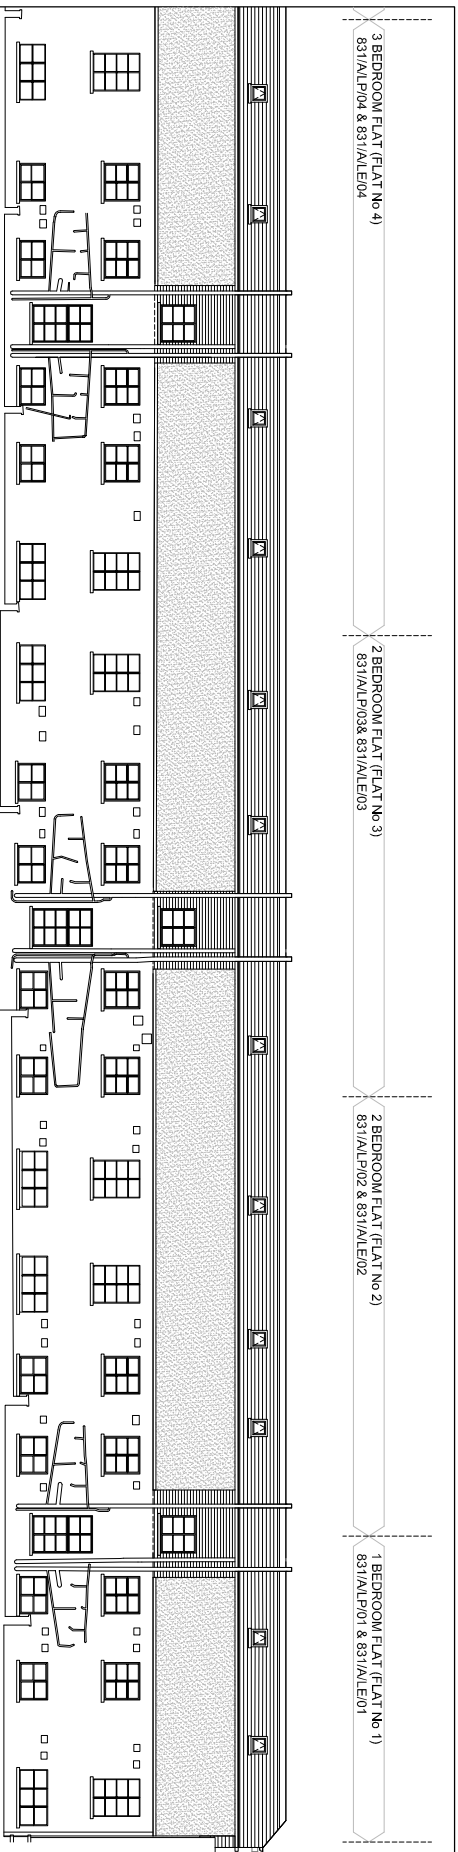 3 BEDROOM FLAT (FLAT No 4)
831/A/LP/04 & 831/A/LE/04
2 BEDROOM FLAT (FLAT No 3)
831/A/LP/03& 831/A/LE/03
2 BEDROOM FLAT (FLAT No 2)
831/A/LP/02 & 831/A/LE/02
1 BEDROOM FLAT (FLAT No 1)
831/A/LP/01 & 831/A/LE/01